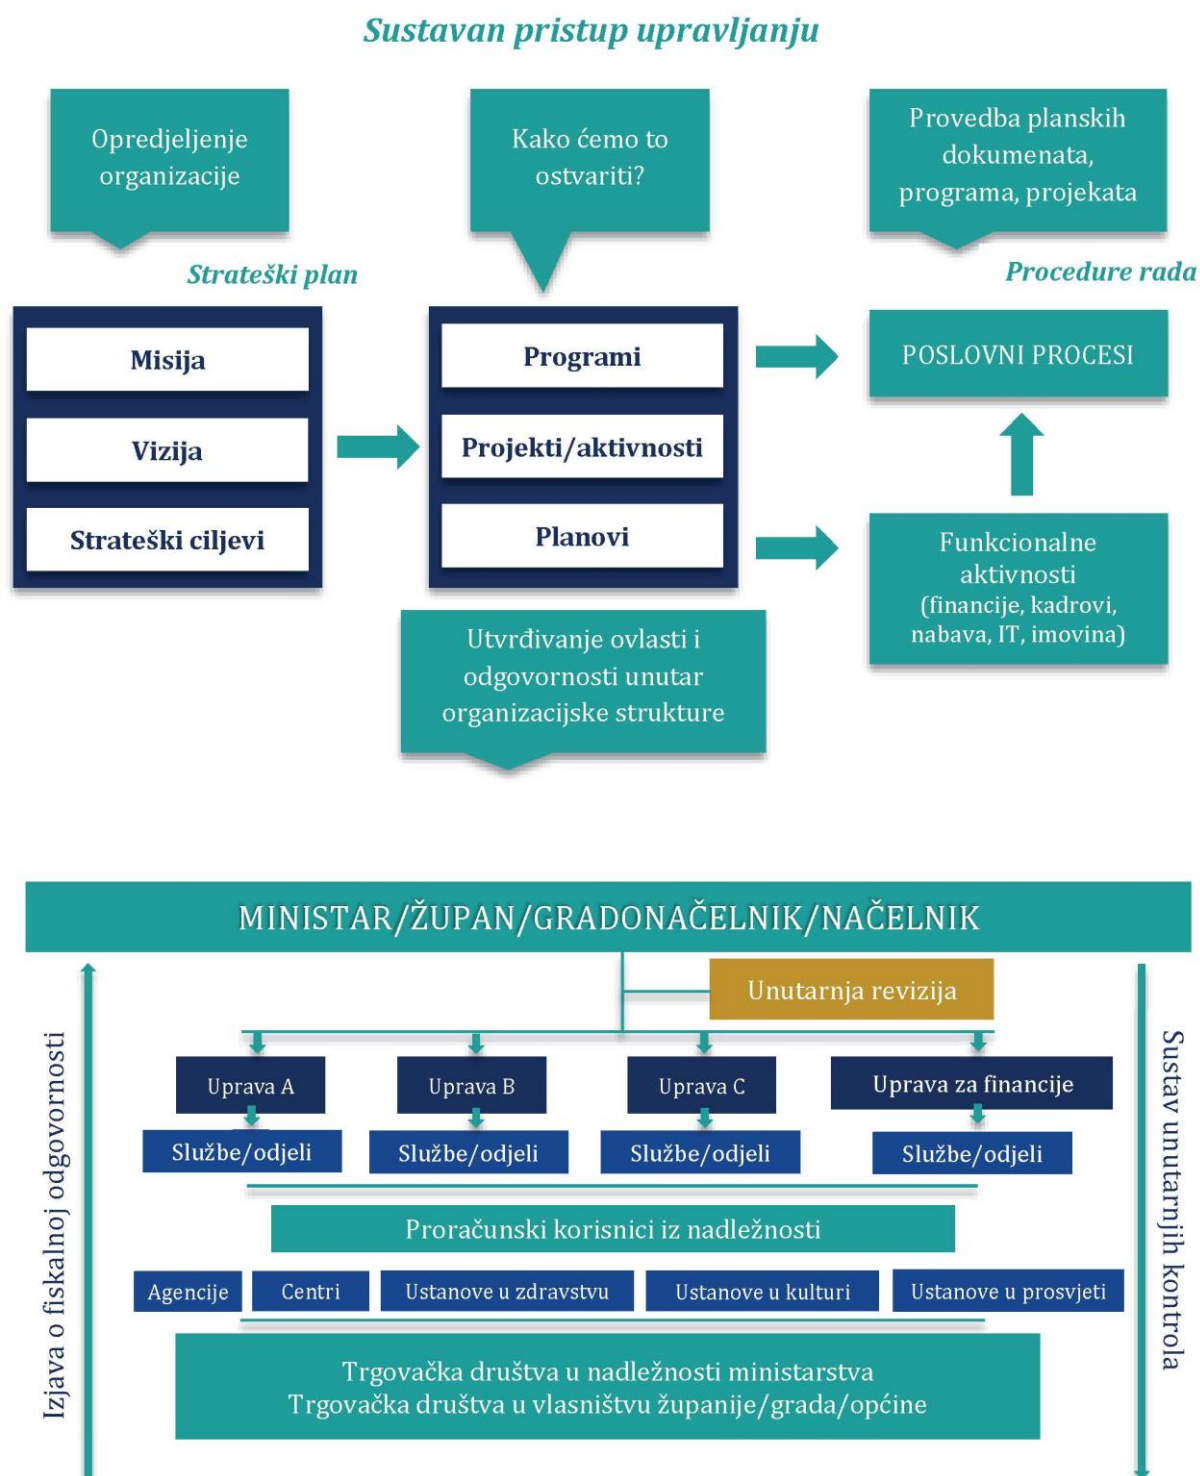 Sustavan pristup upravljanju
Opredjeljenje
organizacije
Kako ćemo to
ostvariti?
Provedba planskih
dokumenata,
programa, projekata
Strateški plan
Procedure rada
Misija
Vizija
Strateški ciljevi
Programi
Projekti/aktivnosti
Planovi
POSLOVNI PROCESI
Funkcionalne
aktivnosti
(financije, kadrovi,
nabava, IT, imovina)
Utvrđivanje ovlasti i
odgovornosti unutar
organizacijske strukture
MINISTAR/ŽUPAN/GRADONAČELNIK/NAČELNIK
Unutarnja revizija
Izjava o fiskalnoj odgovornosti
Sustav unutarnjih kontrola
Uprava A
Uprava B
Uprava C
Uprava za financije
Službe/odjeli
Službe/odjeli
Službe/odjeli
Službe/odjeli
Proračunski korisnici iz nadležnosti
Agencije
Centri
Ustanove u zdravstvu
Ustanove u kulturi
Ustanove u prosvjeti
Trgovačka društva u nadležnosti ministarstva
Trgovačka društva u vlasništvu županije/grada/općine